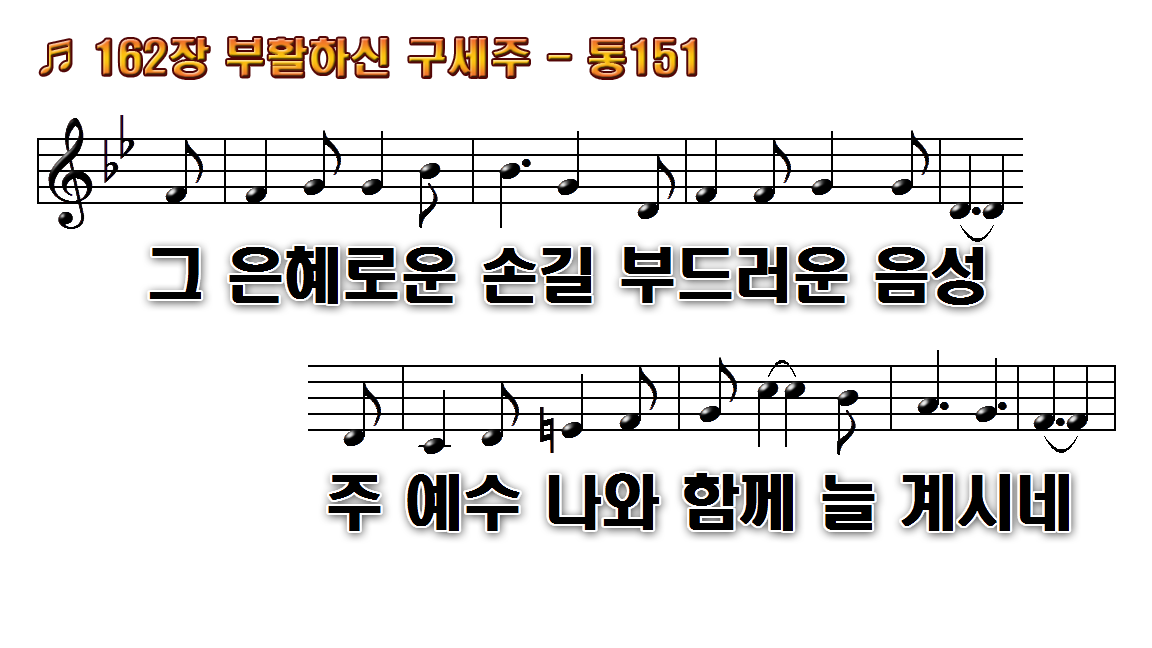 162장 부활하신 구세주 - 통151
그 은혜로운 손길 부드러운 음성
주 예수 나와 함께 늘 계시네